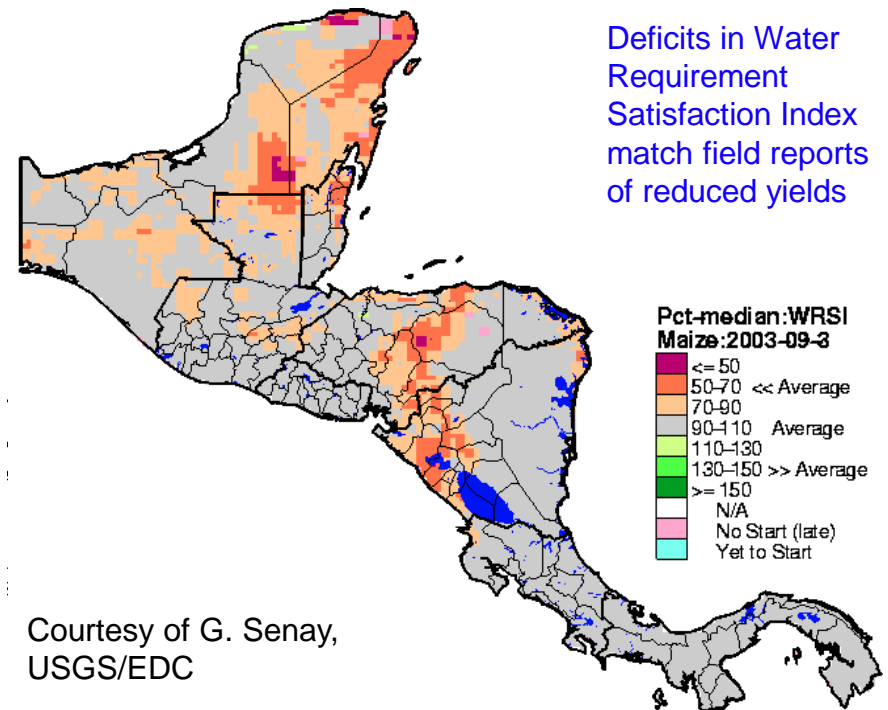 Deficits in Water
Requirement
Satisfaction Index
match field reports
of reduced yields
Pct-median:WRSI
Maize:2003-09-3
<= 50
50-70 << Average
70-90
90-110 Average
110-130
130-150 >> Average
>= 150
N/A
No Start (late)
Yet to Start
Courtesy of G. Senay,
USGS/EDC